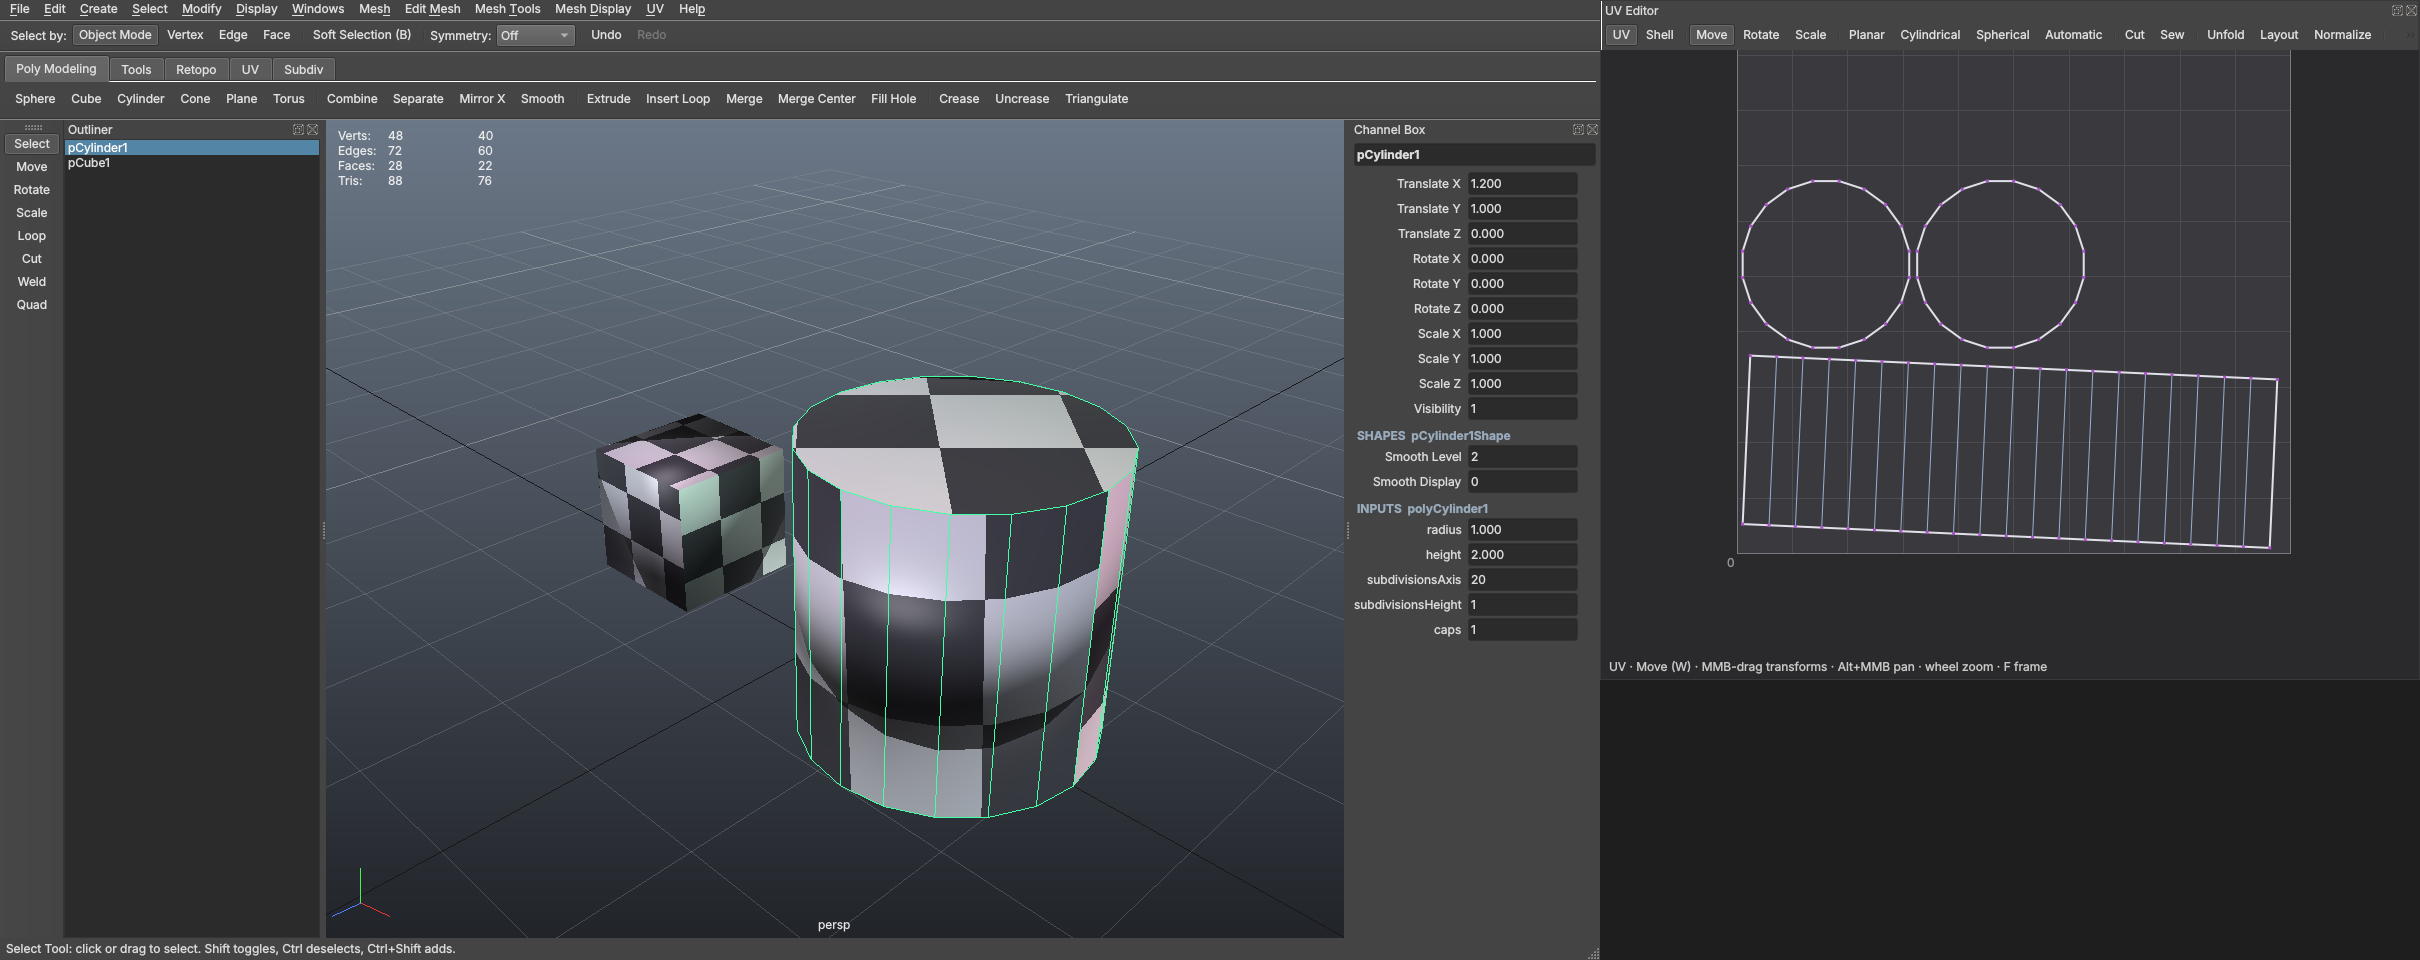 File Edit Create Select Modify Display Windows Mesh Edit Mesh Mesh Tools Mesh Display UV Help
Select by: Object Mode Vertex Edge Face Soft Selection (B) Symmetry: Off Undo Redo
Poly Modeling Tools Retopo UV Subdiv
Sphere Cube Cylinder Cone Plane Torus Combine Separate Mirror X Smooth Extrude Insert Loop Merge Merge Center Fill Hole Crease Uncrease Triangulate
Select
Move
Rotate
Scale
Loop
Cut
Weld
Quad
Outliner
pCylinder1
pCube1
Verts: 48 40
Edges: 72 60
Faces: 28 22
Tris: 88 76
persp
Channel Box
pCylinder1
Translate X 1.200
Translate Y 1.000
Translate Z 0.000
Rotate X 0.000
Rotate Y 0.000
Rotate Z 0.000
Scale X 1.000
Scale Y 1.000
Scale Z 1.000
Visibility 1
SHAPES pCylinder1Shape
Smooth Level 2
Smooth Display 0
INPUTS polyCylinder1
radius 1.000
height 2.000
subdivisionsAxis 20
subdivisionsHeight 1
caps 1
UV Editor
UV Shell Move Rotate Scale Planar Cylindrical Spherical Automatic Cut Sew Unfold Layout Normalize
0
UV · Move (W) · MMB-drag transforms · Alt+MMB pan · wheel zoom · F frame
Select Tool: click or drag to select. Shift toggles, Ctrl deselects, Ctrl+Shift adds.